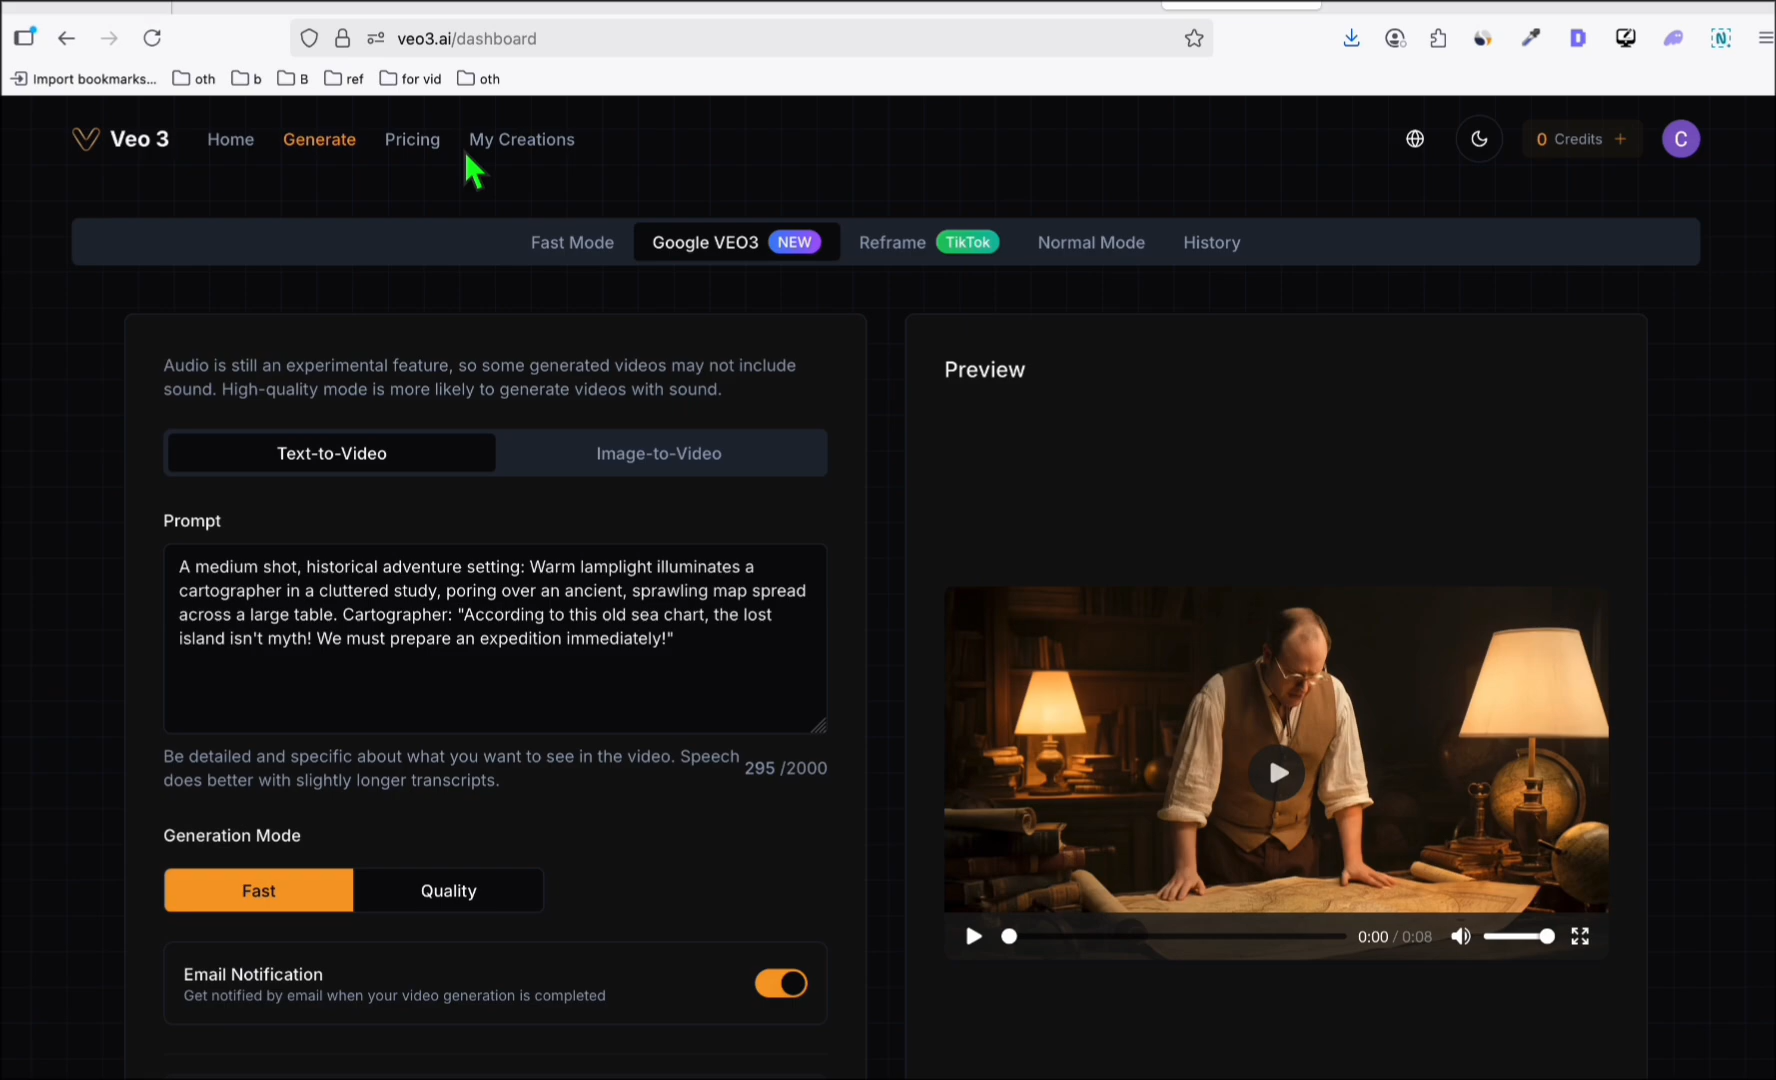 veo3.ai/dashboard
Import bookmarks...
oth
b
B
ref
for vid
oth
Veo 3
Home
Generate
Pricing
My Creations
0 Credits +
C
Fast Mode
Google VEO3 NEW
Reframe TikTok
Normal Mode
History
Audio is still an experimental feature, so some generated videos may not include
sound. High-quality mode is more likely to generate videos with sound.
Text-to-Video
Image-to-Video
Prompt
A medium shot, historical adventure setting: Warm lamplight illuminates a
cartographer in a cluttered study, poring over an ancient, sprawling map spread
across a large table. Cartographer: "According to this old sea chart, the lost
island isn't myth! We must prepare an expedition immediately!"
Be detailed and specific about what you want to see in the video. Speech
does better with slightly longer transcripts.
295 /2000
Generation Mode
Fast
Quality
Email Notification
Get notified by email when your video generation is completed
Preview
0:00 / 0:08